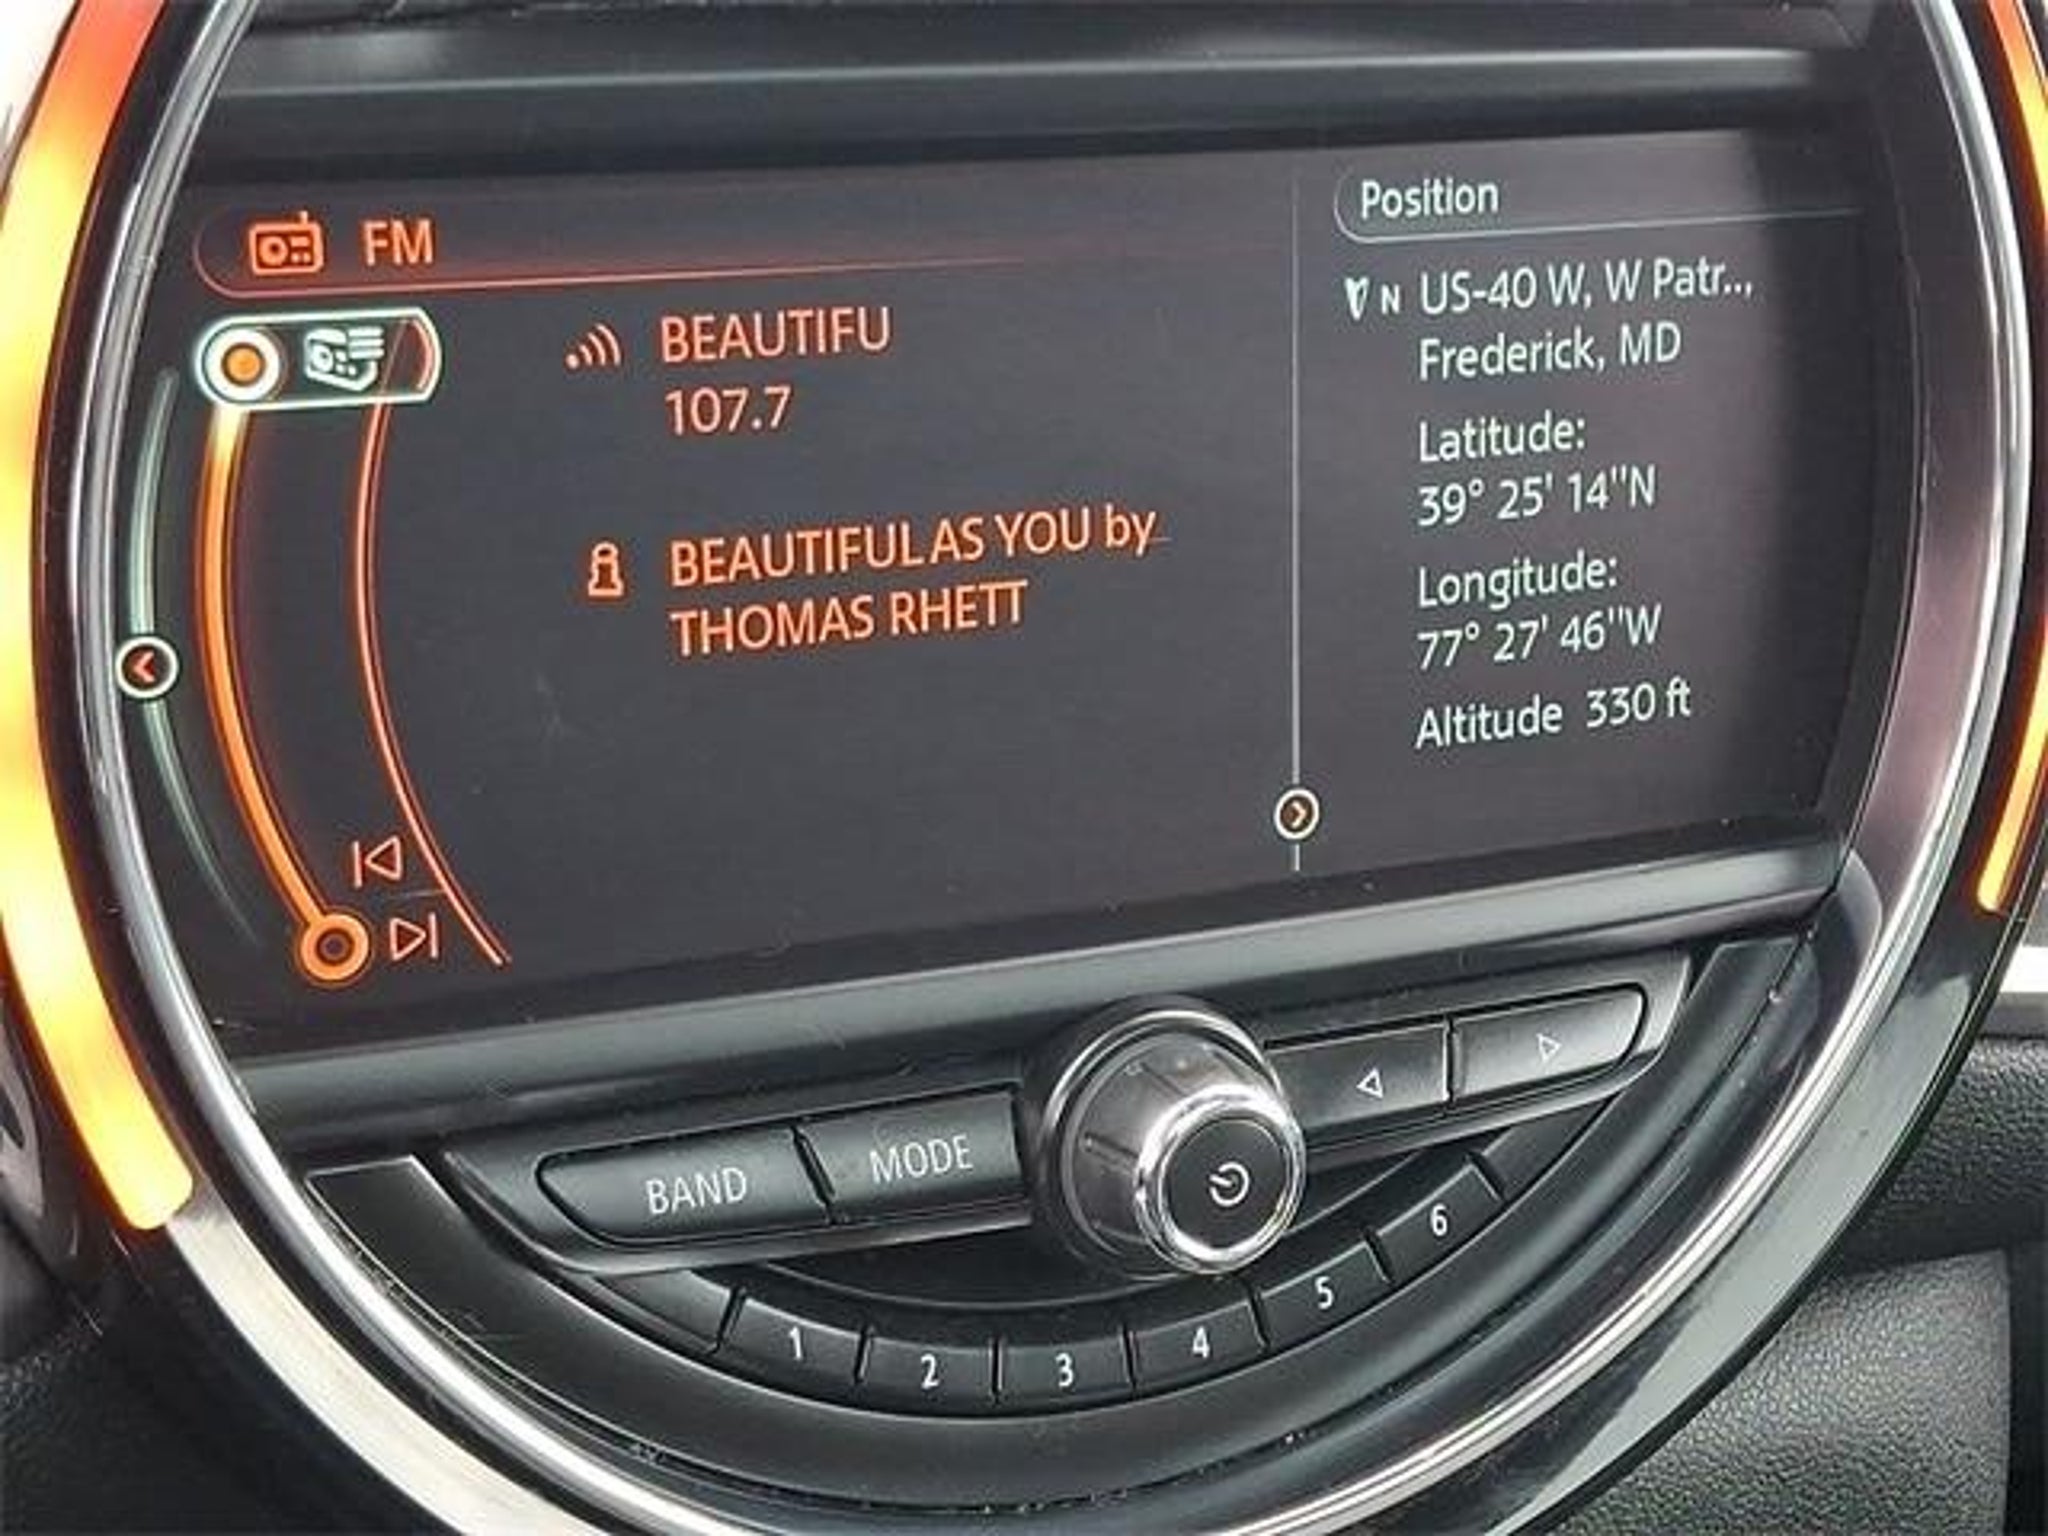 FM
BEAUTIFU
107.7
BEAUTIFUL AS YOU by
THOMAS RHETT
Position
N US-40 W, W Patr..,
Frederick, MD
Latitude:
39° 25' 14"N
Longitude:
77° 27' 46"W
Altitude 330 ft
BAND
MODE
1
2
3
4
5
6